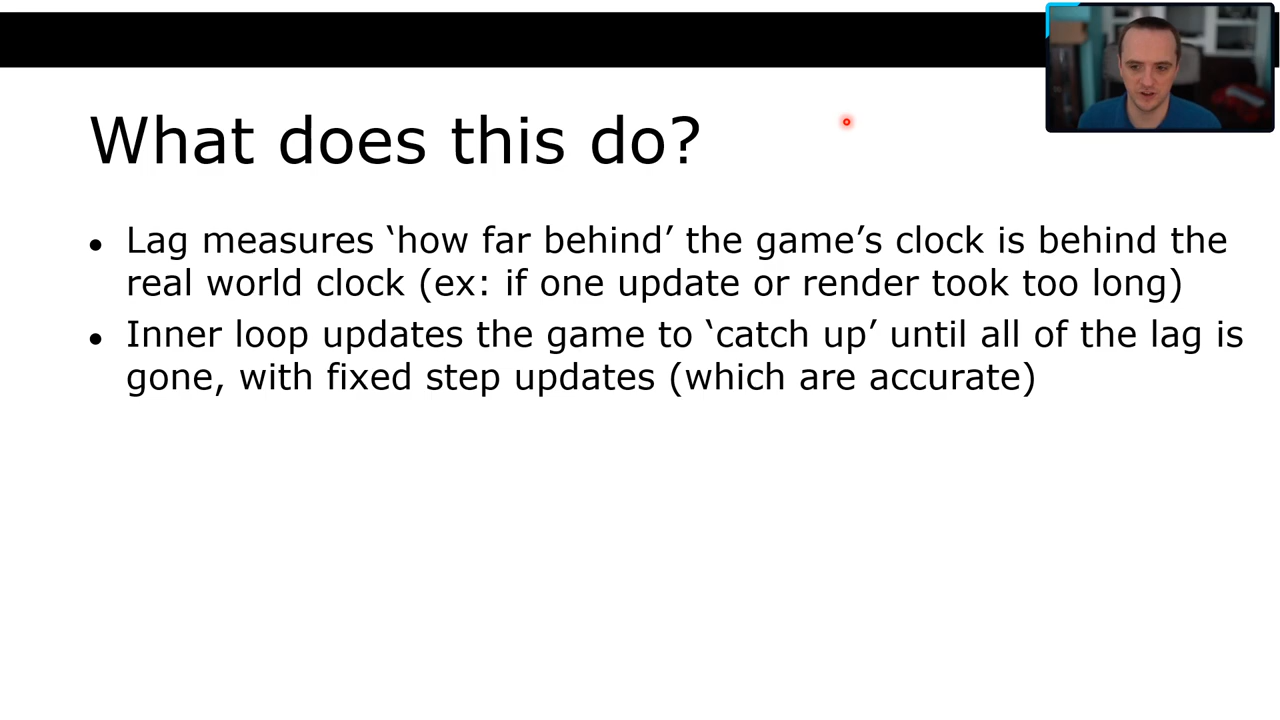 What does this do?
• Lag measures ‘how far behind’ the game’s clock is behind the
real world clock (ex: if one update or render took too long)
• Inner loop updates the game to ‘catch up’ until all of the lag is
gone, with fixed step updates (which are accurate)